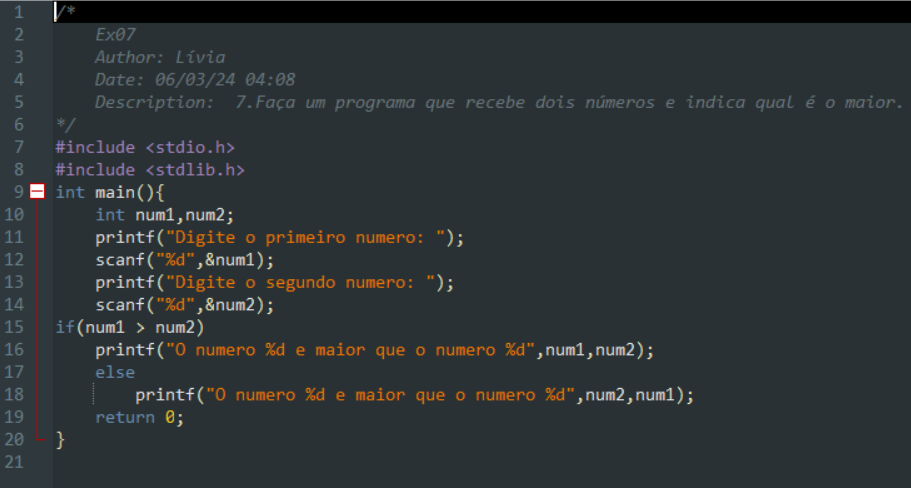 1 /*
2 Ex07
3 Author: Lívia
4 Date: 06/03/24 04:08
5 Description:  7.Faça um programa que recebe dois números e indica qual é o maior.
6 */
7 #include <stdio.h>
8 #include <stdlib.h>
9 int main(){
10 int num1,num2;
11 printf("Digite o primeiro numero: ");
12 scanf("%d",&num1);
13 printf("Digite o segundo numero: ");
14 scanf("%d",&num2);
15 if(num1 > num2)
16 printf("O numero %d e maior que o numero %d",num1,num2);
17 else
18 printf("O numero %d e maior que o numero %d",num2,num1);
19 return 0;
20 }
21